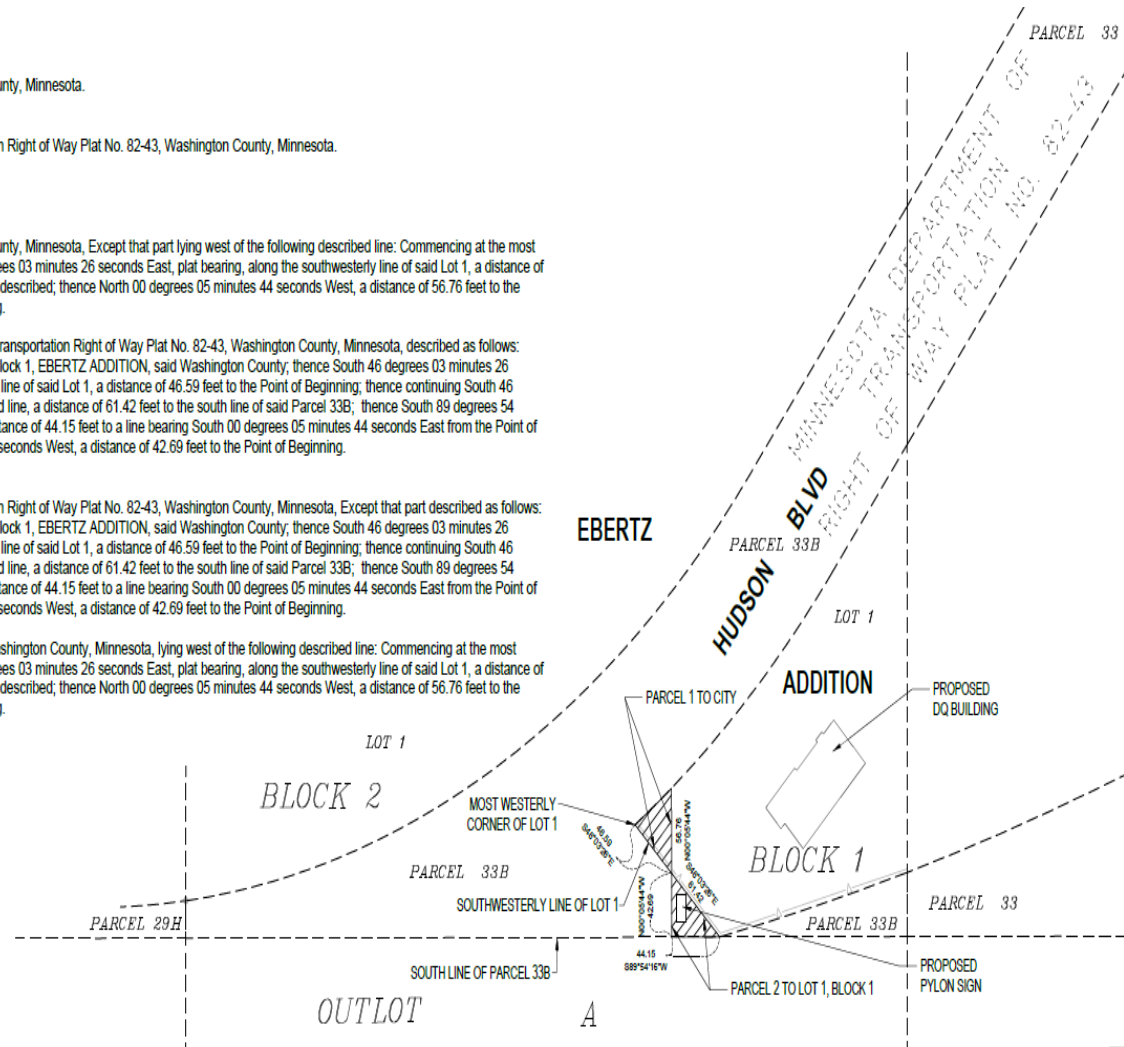 unty, Minnesota.
n Right of Way Plat No. 82-43, Washington County, Minnesota.
unty, Minnesota, Except that part lying west of the following described line: Commencing at the most
ees 03 minutes 26 seconds East, plat bearing, along the southwesterly line of said Lot 1, a distance of
described; thence North 00 degrees 05 minutes 44 seconds West, a distance of 56.76 feet to the
g.
ransportation Right of Way Plat No. 82-43, Washington County, Minnesota, described as follows:
lock 1, EBERTZ ADDITION, said Washington County; thence South 46 degrees 03 minutes 26
line of said Lot 1, a distance of 46.59 feet to the Point of Beginning; thence continuing South 46
d line, a distance of 61.42 feet to the south line of said Parcel 33B; thence South 89 degrees 54
tance of 44.15 feet to a line bearing South 00 degrees 05 minutes 44 seconds East from the Point of
seconds West, a distance of 42.69 feet to the Point of Beginning.
n Right of Way Plat No. 82-43, Washington County, Minnesota, Except that part described as follows:
lock 1, EBERTZ ADDITION, said Washington County; thence South 46 degrees 03 minutes 26
line of said Lot 1, a distance of 46.59 feet to the Point of Beginning; thence continuing South 46
d line, a distance of 61.42 feet to the south line of said Parcel 33B; thence South 89 degrees 54
tance of 44.15 feet to a line bearing South 00 degrees 05 minutes 44 seconds East from the Point of
seconds West, a distance of 42.69 feet to the Point of Beginning.
ashington County, Minnesota, lying west of the following described line: Commencing at the most
ees 03 minutes 26 seconds East, plat bearing, along the southwesterly line of said Lot 1, a distance of
described; thence North 00 degrees 05 minutes 44 seconds West, a distance of 56.76 feet to the
g.
PARCEL 33
MINNESOTA DEPARTMENT OF
TRANSPORTATION
RIGHT OF WAY PLAT NO. 82-43
EBERTZ
HUDSON BLVD
PARCEL 33B
LOT 1
ADDITION
PARCEL 1 TO CITY
PROPOSED
DQ BUILDING
LOT 1
BLOCK 2
MOST WESTERLY
CORNER OF LOT 1
46.59
S46°03'26"E
56.76
N00°05'44"W
S46°03'26"E
61.42
BLOCK 1
PARCEL 33B
SOUTHWESTERLY LINE OF LOT 1
N00°05'44"W
42.69
PARCEL 29H
PARCEL 33B
PARCEL 33
44.15
S89°54'16"W
SOUTH LINE OF PARCEL 33B
PARCEL 2 TO LOT 1, BLOCK 1
PROPOSED
PYLON SIGN
OUTLOT A